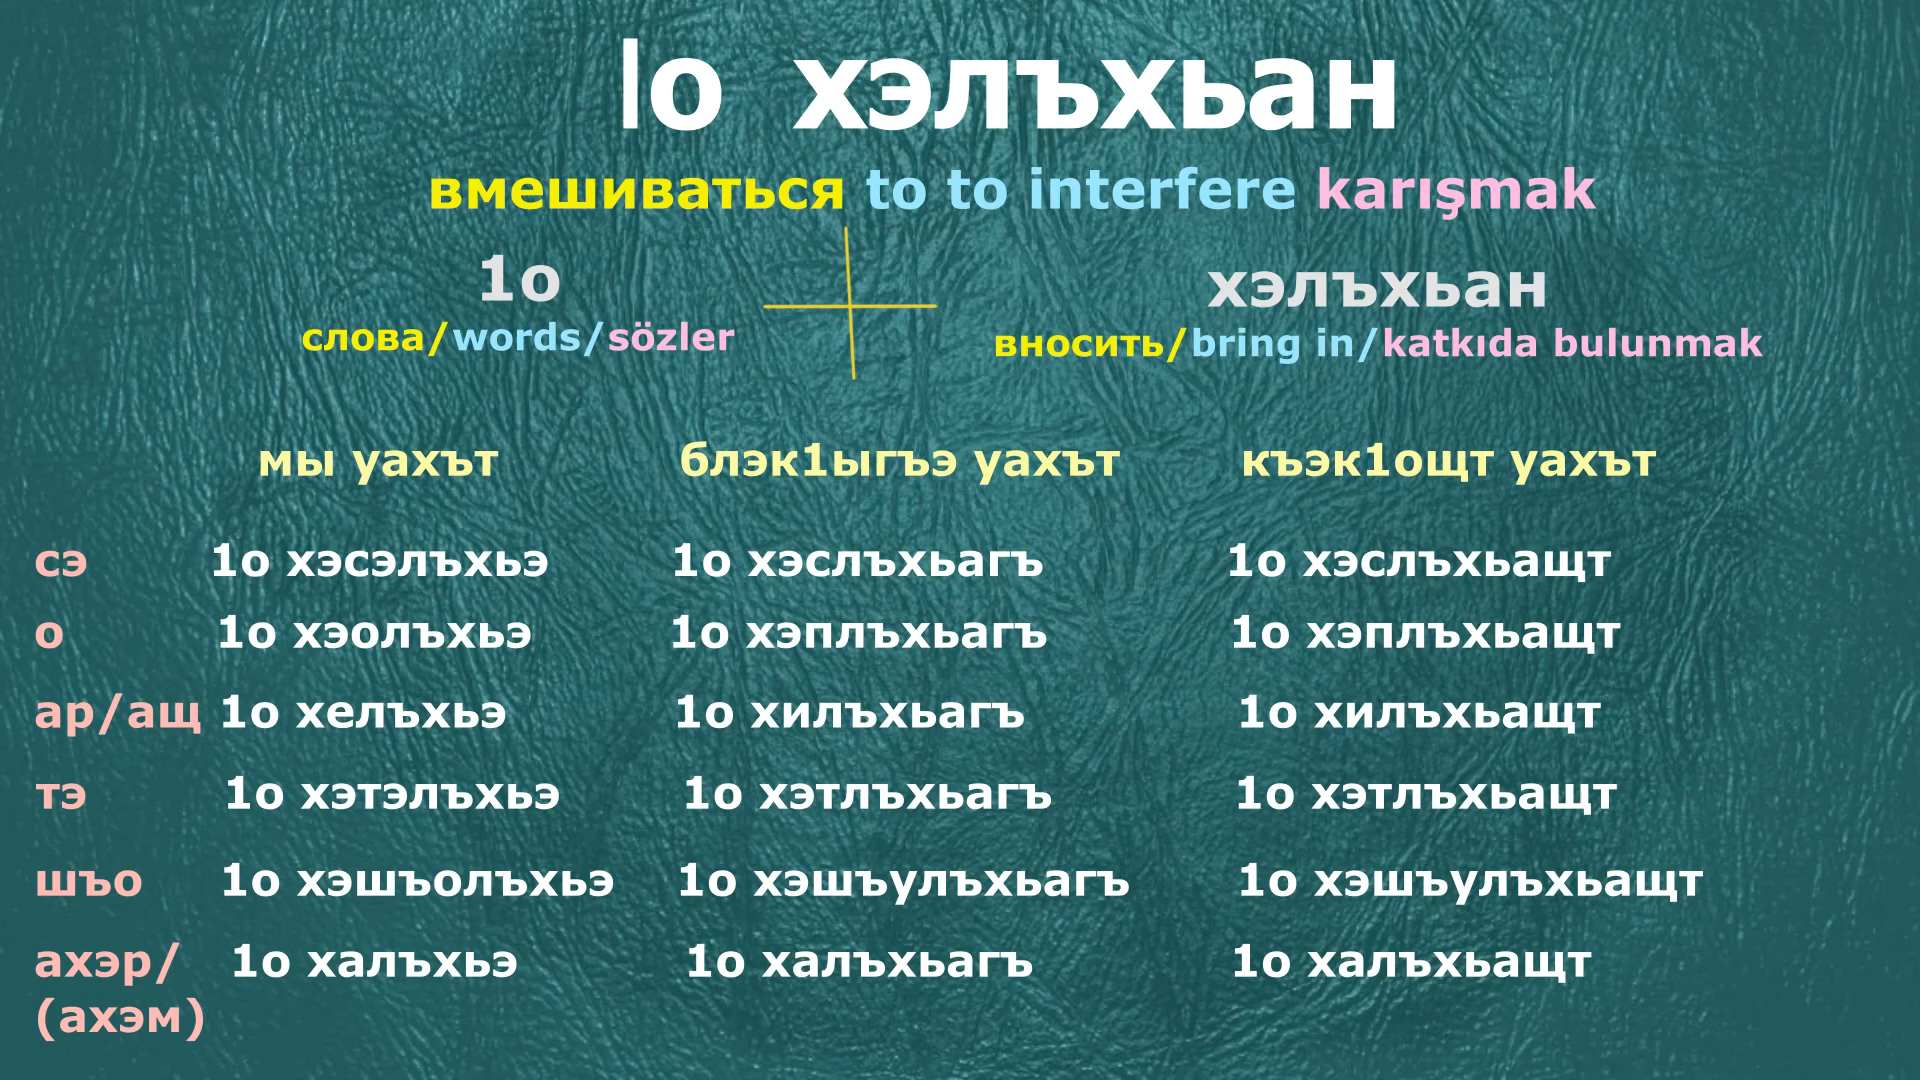 Ӏо хэлъхьан
вмешиваться to to interfere karışmak
1о хэлъхьан
слова/words/sözler вносить/bring in/katkıda bulunmak
мы уахът блэк1ыгъэ уахът къэк1ощт уахът
сэ 1о хэсэлъхьэ 1о хэслъхьагъ 1о хэслъхьащт
о 1о хэолъхьэ 1о хэплъхьагъ 1о хэплъхьащт
ар/ащ 1о хелъхьэ 1о хилъхьагъ 1о хилъхьащт
тэ 1о хэтэлъхьэ 1о хэтлъхьагъ 1о хэтлъхьащт
шъо 1о хэшъолъхьэ 1о хэшъулъхьагъ 1о хэшъулъхьащт
ахэр/ 1о халъхьэ 1о халъхьагъ 1о халъхьащт
(ахэм)